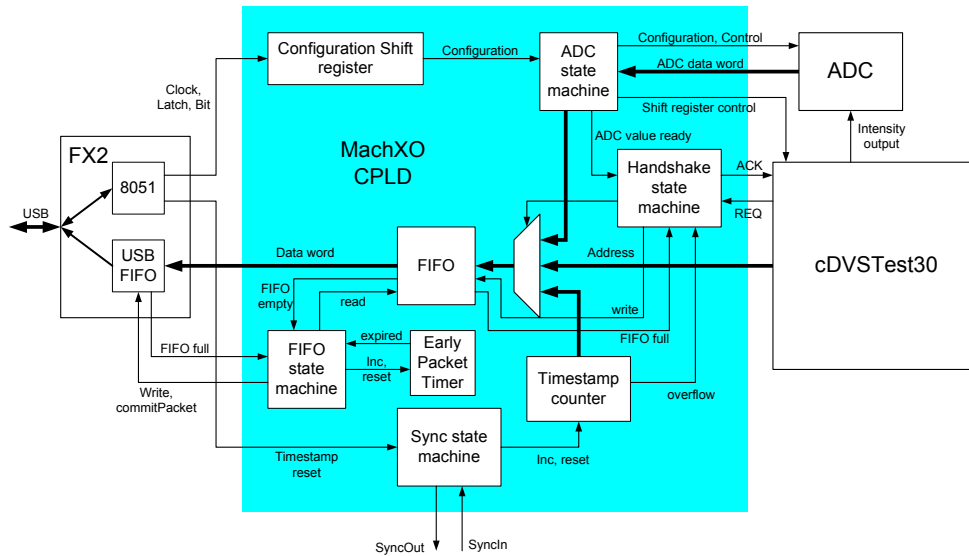 Configuration Shift
register
Configuration
ADC
state
machine
Configuration, Control
ADC data word
ADC
Shift register control
Clock,
Latch, Bit
ADC value ready
Intensity
output
MachXO
CPLD
FX2
8051
Handshake
state
machine
ACK
REQ
USB
USB
FIFO
Data word
FIFO
Address
cDVSTest30
FIFO
empty
read
write
FIFO full
FIFO full
expired
FIFO
state
machine
Inc,
reset
Early
Packet
Timer
Timestamp
counter
overflow
Write,
commitPacket
Sync state
machine
Timestamp
reset
Inc, reset
SyncOut
SyncIn